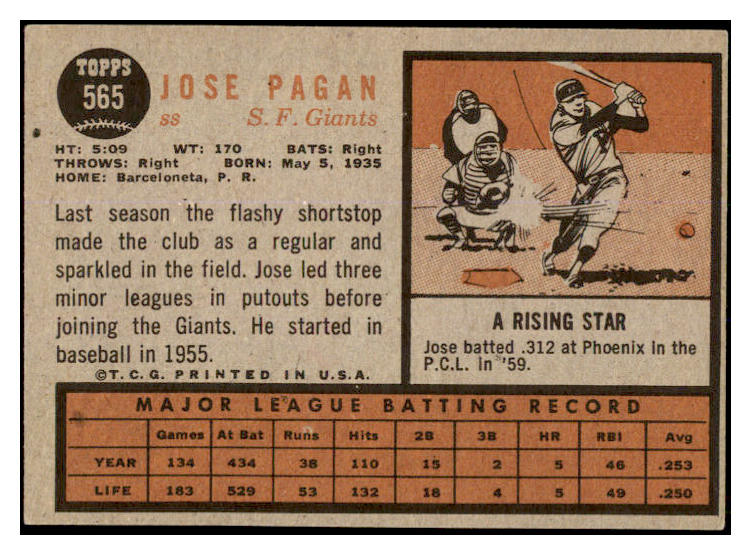 TOPPS
565
JOSE PAGAN
ss S. F. Giants
HT: 5:09 WT: 170 BATS: Right
THROWS: Right BORN: May 5, 1935
HOME: Barceloneta, P. R.
Last season the flashy shortstop
made the club as a regular and
sparkled in the field. Jose led three
minor leagues in putouts before
joining the Giants. He started in
baseball in 1955.
©T.C.G. PRINTED IN U.S.A.
A RISING STAR
Jose batted .312 at Phoenix in the
P.C.L. in '59.
MAJOR LEAGUE BATTING RECORD
Games At Bat Runs Hits 2B 3B HR RBI Avg
YEAR 134 434 38 110 15 2 5 46 .253
LIFE 183 529 53 132 18 4 5 49 .250